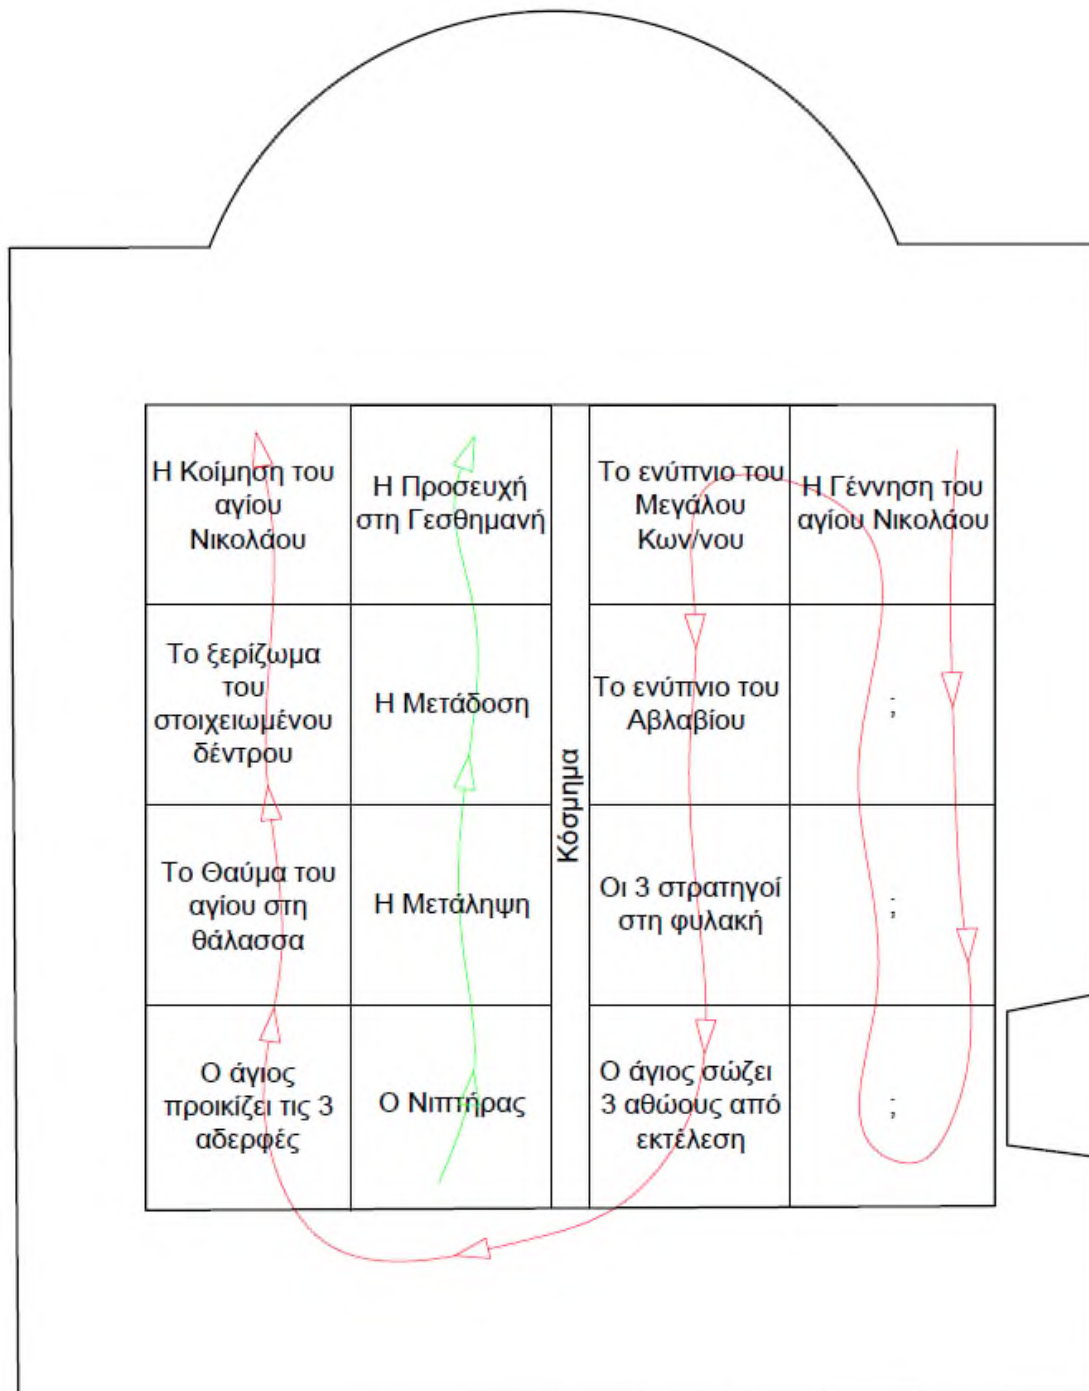 Η Κοίμηση του
αγίου
Νικολάου
Η Προσευχή
στη Γεσθημανή
Το ενύπνιο του
Μεγάλου
Κων/νου
Η Γέννηση του
αγίου Νικολάου
Το ξερίζωμα
του
στοιχειωμένου
δέντρου
Η Μετάδοση
Το ενύπνιο του
Αβλαβίου
;
Κόσμημα
Το Θαύμα του
αγίου στη
θάλασσα
Η Μετάληψη
Οι 3 στρατηγοί
στη φυλακή
;
Ο άγιος
προικίζει τις 3
αδερφές
Ο Νιπτήρας
Ο άγιος σώζει
3 αθώους από
εκτέλεση
;